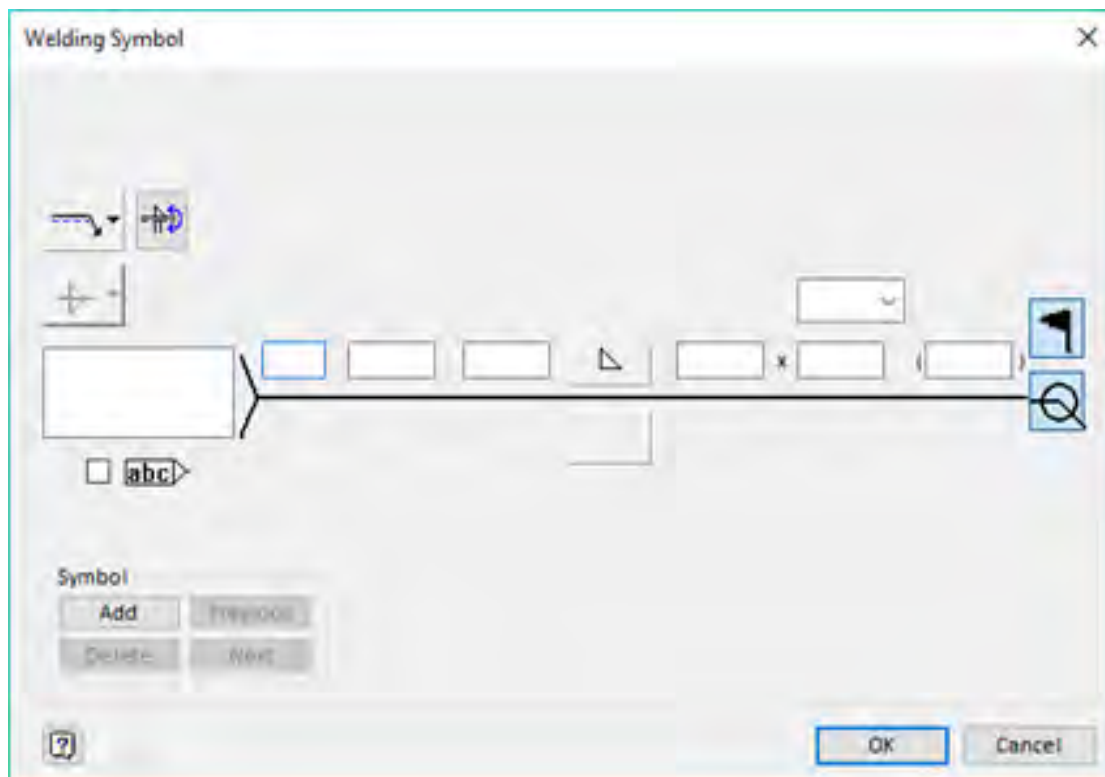 Welding Symbol
x
( )
abc
Symbol
Add Previous
Delete Next
?
OK Cancel